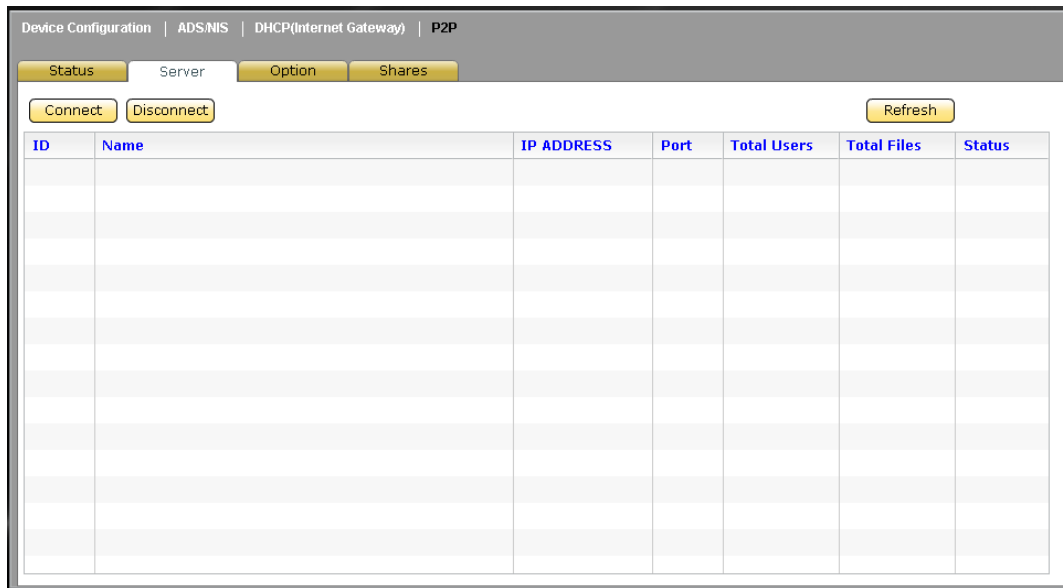 Device Configuration | ADS/NIS | DHCP(Internet Gateway) | P2P
Status Server Option Shares
Connect Disconnect Refresh
ID Name IP ADDRESS Port Total Users Total Files Status